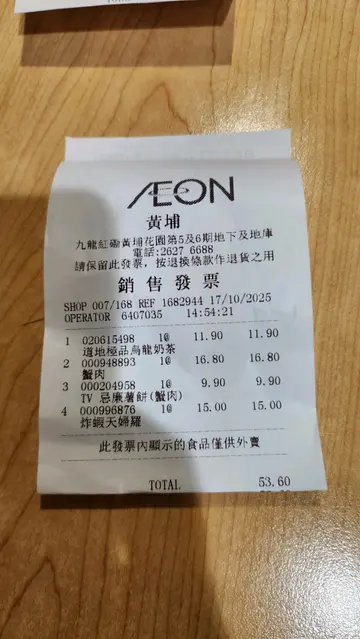 ÆON
黃埔
九龍紅磡黃埔花園第5及6期地下及地庫
電話:2627 6688
請保留此發票，按退換條款作退貨之用
銷售發票
SHOP 007/168 REF 1682944 17/10/2025
OPERATOR 6407035 14:54:21
1 020615498 1@ 11.90 11.90
道地極品烏龍奶茶
2 000948893 1@ 16.80 16.80
蟹肉
3 000204958 1@ 9.90 9.90
TV 忌廉薯餅(蟹肉)
4 000996876 1@ 15.00 15.00
炸蝦天婦羅
此發票內顯示的食品僅供外賣
TOTAL 53.60